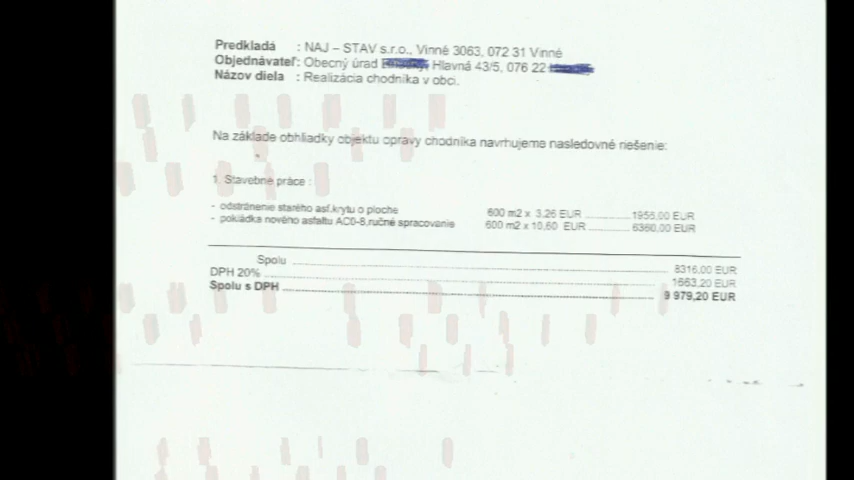 Predkladá : NAJ – STAV s.r.o., Vinné 3063, 072 31 Vinné
Objednávateľ: Obecný úrad Hlavná 43/5, 076 22
Názov diela : Realizácia chodníka v obci.
Na základe obhliadky objektu opravy chodníka navrhujeme nasledovné riešenie:
1. Stavebné práce :
- odstránenie starého asf.krytu o ploche 600 m2 x 3,26 EUR ............ 1956,00 EUR
- pokládka nového asfaltu AC0-8,ručné spracovanie 600 m2 x 10,60 EUR ............ 6360,00 EUR
Spolu ............ 8316,00 EUR
DPH 20% ............ 1663,20 EUR
Spolu s DPH ............ 9 979,20 EUR